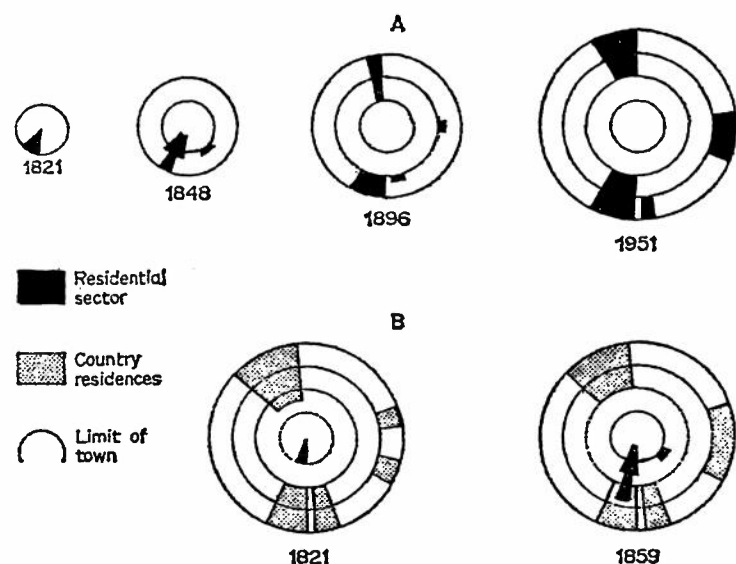 A
1821
1848
1896
1951
Residential
sector
B
Country
residences
Limit of
town
1821
1859